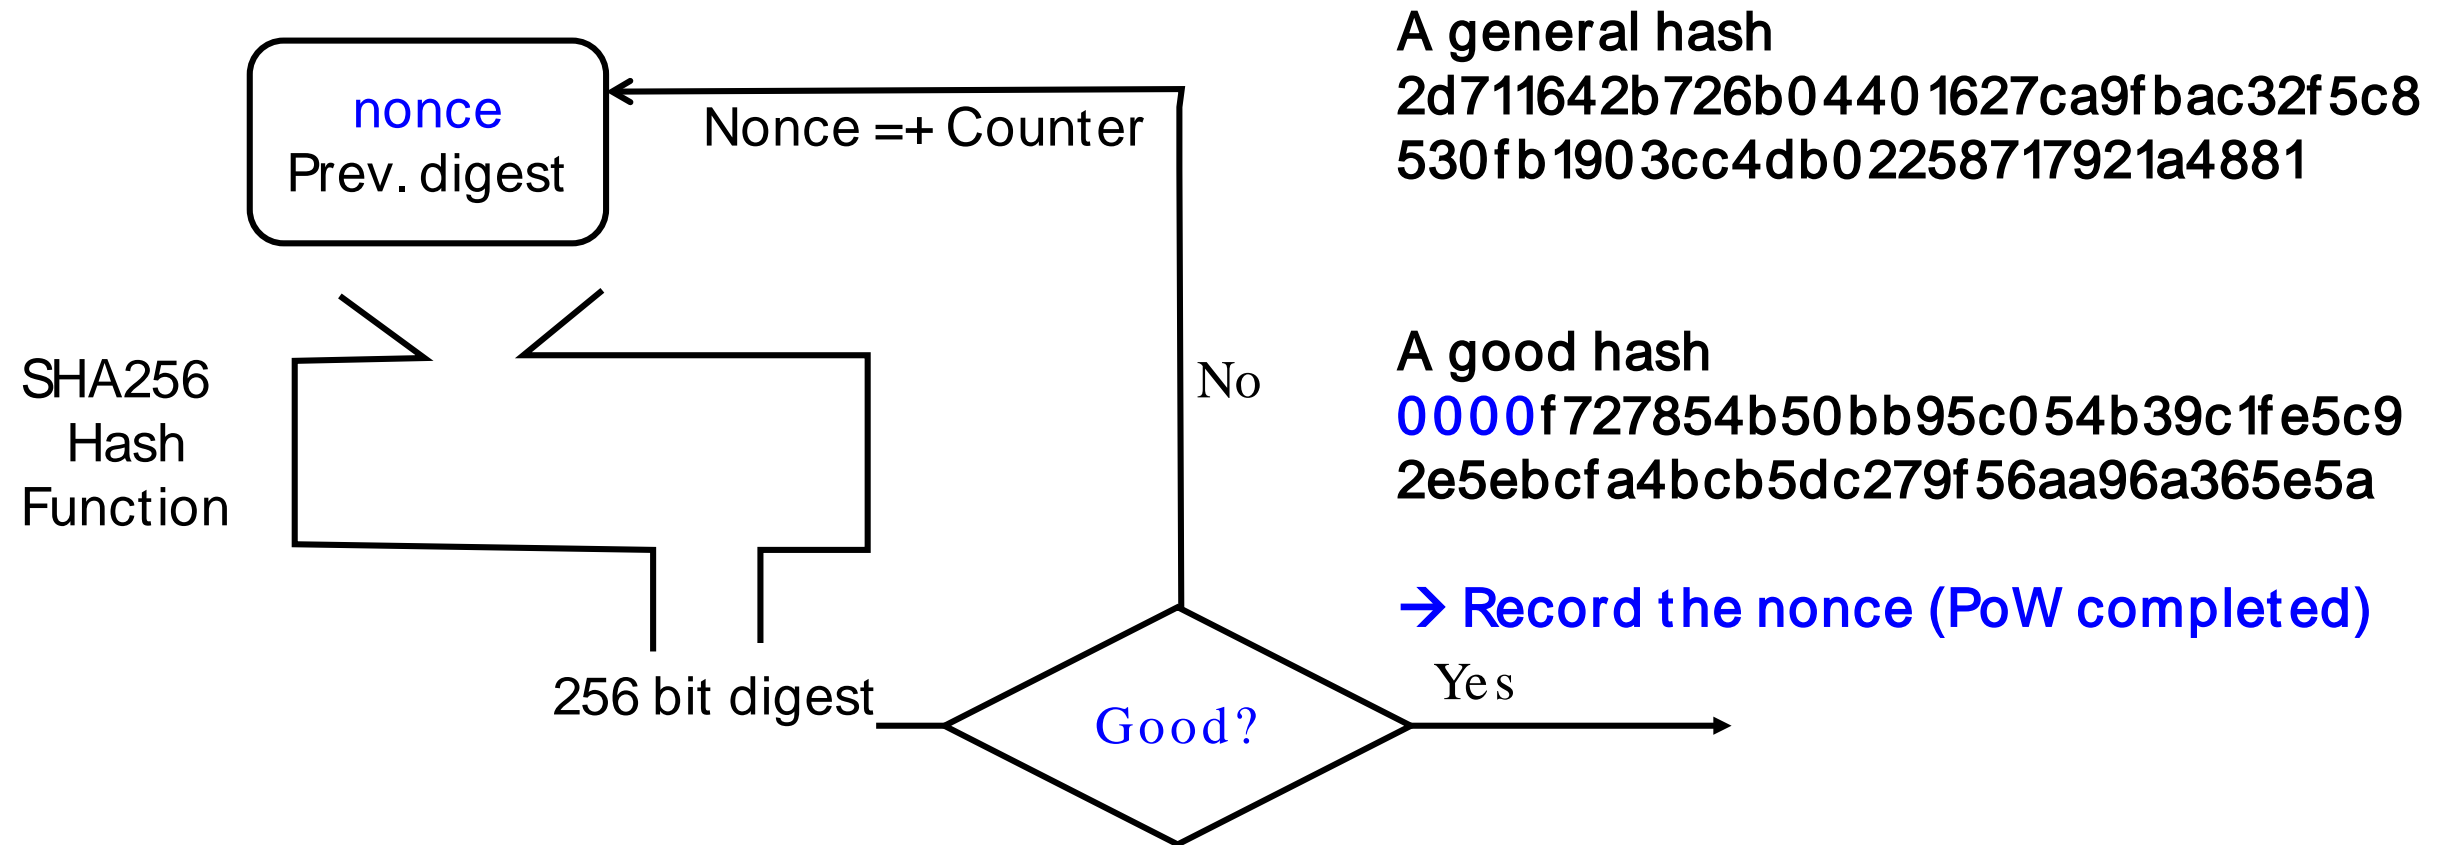 nonce
Prev. digest
Nonce =+ Counter
SHA256
Hash
Function
256 bit digest
Good?
No
Yes
A general hash
2d711642b726b04401627ca9fbac32f5c8
530fb1903cc4db02258717921a4881
A good hash
0000f727854b50bb95c054b39c1fe5c9
2e5ebcfa4bcb5dc279f56aa96a365e5a
→ Record the nonce (PoW completed)